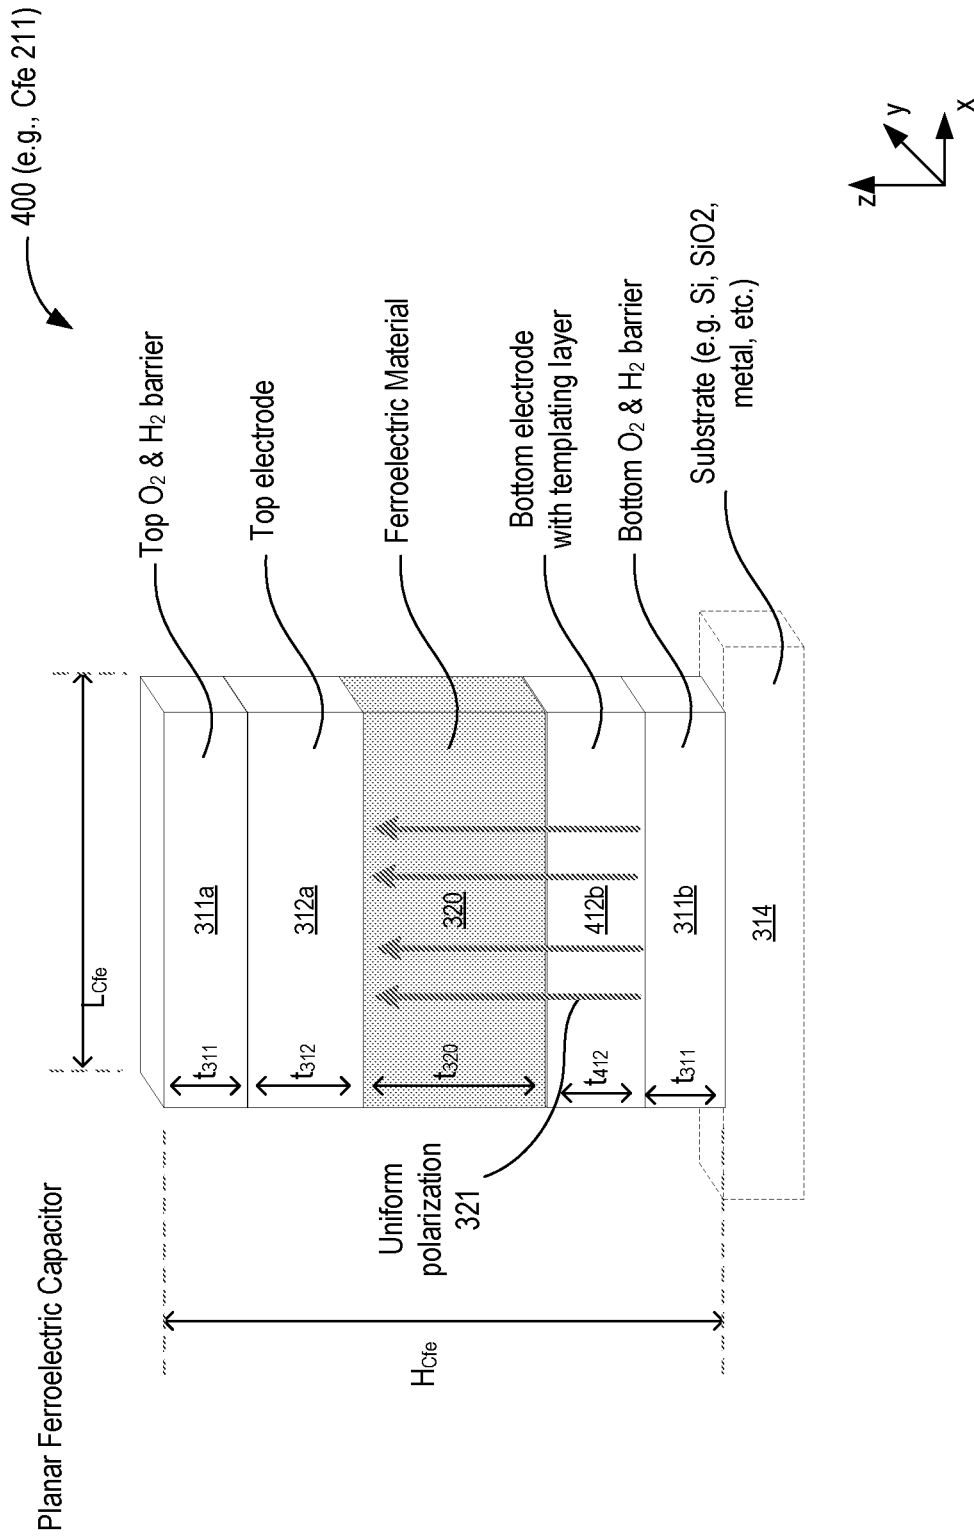 Planar Ferroelectric Capacitor
400 (e.g., Cfe 211)
L_Cfe
H_Cfe
t₃₁₁
311a
Top O₂ & H₂ barrier
t₃₁₂
312a
Top electrode
t₃₂₀
320
Ferroelectric Material
Uniform
polarization
321
t₄₁₂
412b
Bottom electrode
with templating layer
t₃₁₁
311b
Bottom O₂ & H₂ barrier
314
Substrate (e.g. Si, SiO2,
metal, etc.)
z
y
x